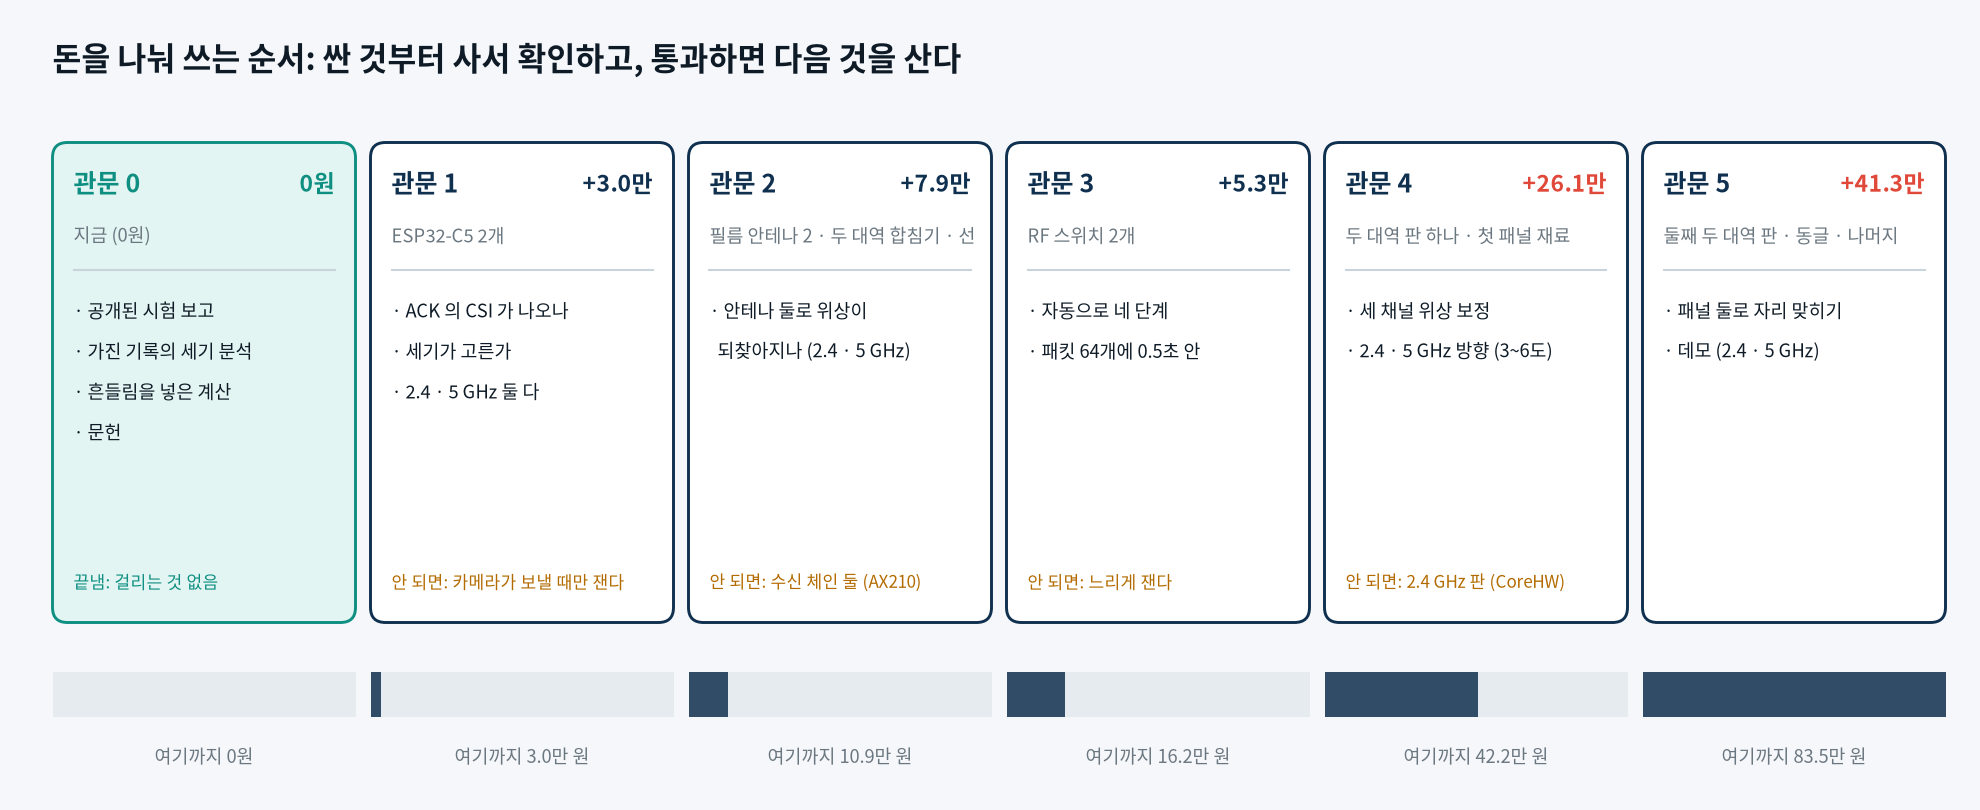 돈을 나눠 쓰는 순서: 싼 것부터 사서 확인하고, 통과하면 다음 것을 산다
관문 0 0원
지금 (0원)
· 공개된 시험 보고
· 가진 기록의 세기 분석
· 흔들림을 넣은 계산
· 문헌
끝냄: 걸리는 것 없음
관문 1 +3.0만
ESP32-C5 2개
· ACK 의 CSI 가 나오나
· 세기가 고른가
· 2.4 · 5 GHz 둘 다
안 되면: 카메라가 보낼 때만 잰다
관문 2 +7.9만
필름 안테나 2 · 두 대역 합침기 · 선
· 안테나 둘로 위상이
되찾아지나 (2.4 · 5 GHz)
안 되면: 수신 체인 둘 (AX210)
관문 3 +5.3만
RF 스위치 2개
· 자동으로 네 단계
· 패킷 64개에 0.5초 안
안 되면: 느리게 잰다
관문 4 +26.1만
두 대역 판 하나 · 첫 패널 재료
· 세 채널 위상 보정
· 2.4 · 5 GHz 방향 (3~6도)
안 되면: 2.4 GHz 판 (CoreHW)
관문 5 +41.3만
둘째 두 대역 판 · 동글 · 나머지
· 패널 둘로 자리 맞히기
· 데모 (2.4 · 5 GHz)
여기까지 0원
여기까지 3.0만 원
여기까지 10.9만 원
여기까지 16.2만 원
여기까지 42.2만 원
여기까지 83.5만 원